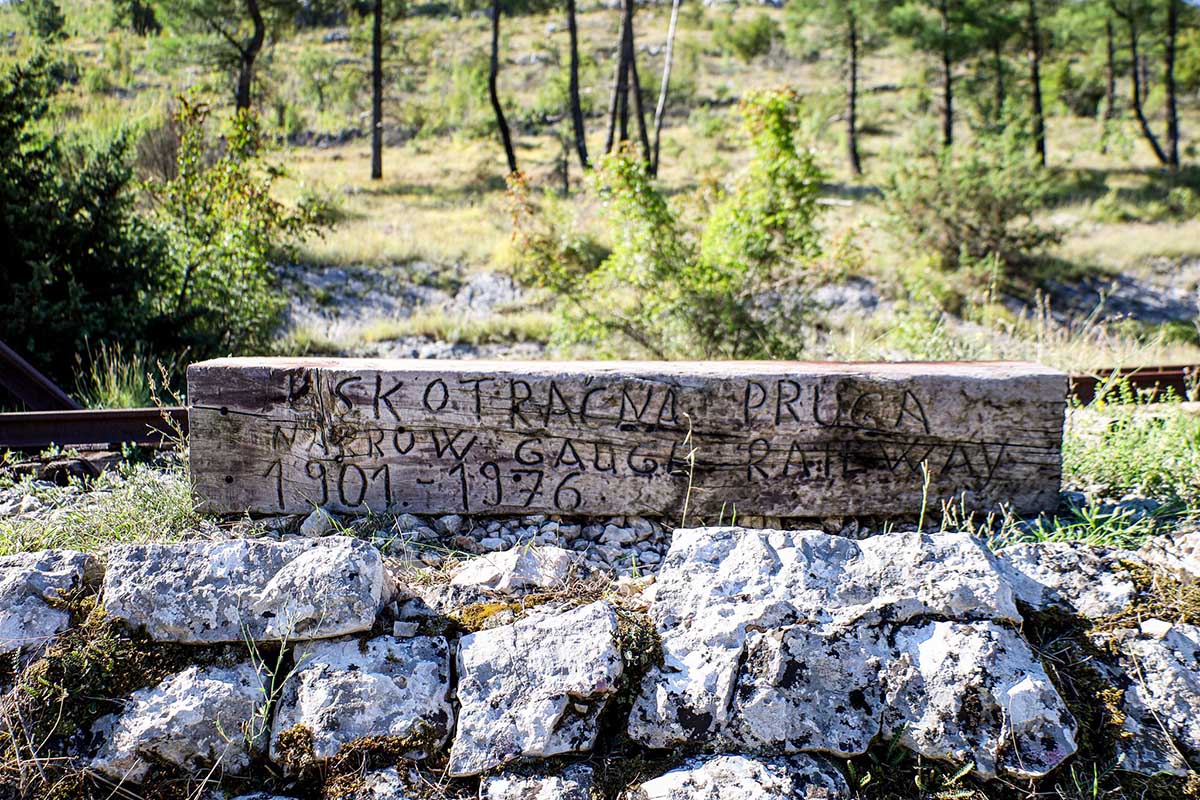 USKOTRAČNA PRUGA
NARROW GAUGE RAILWAY
1901-1976